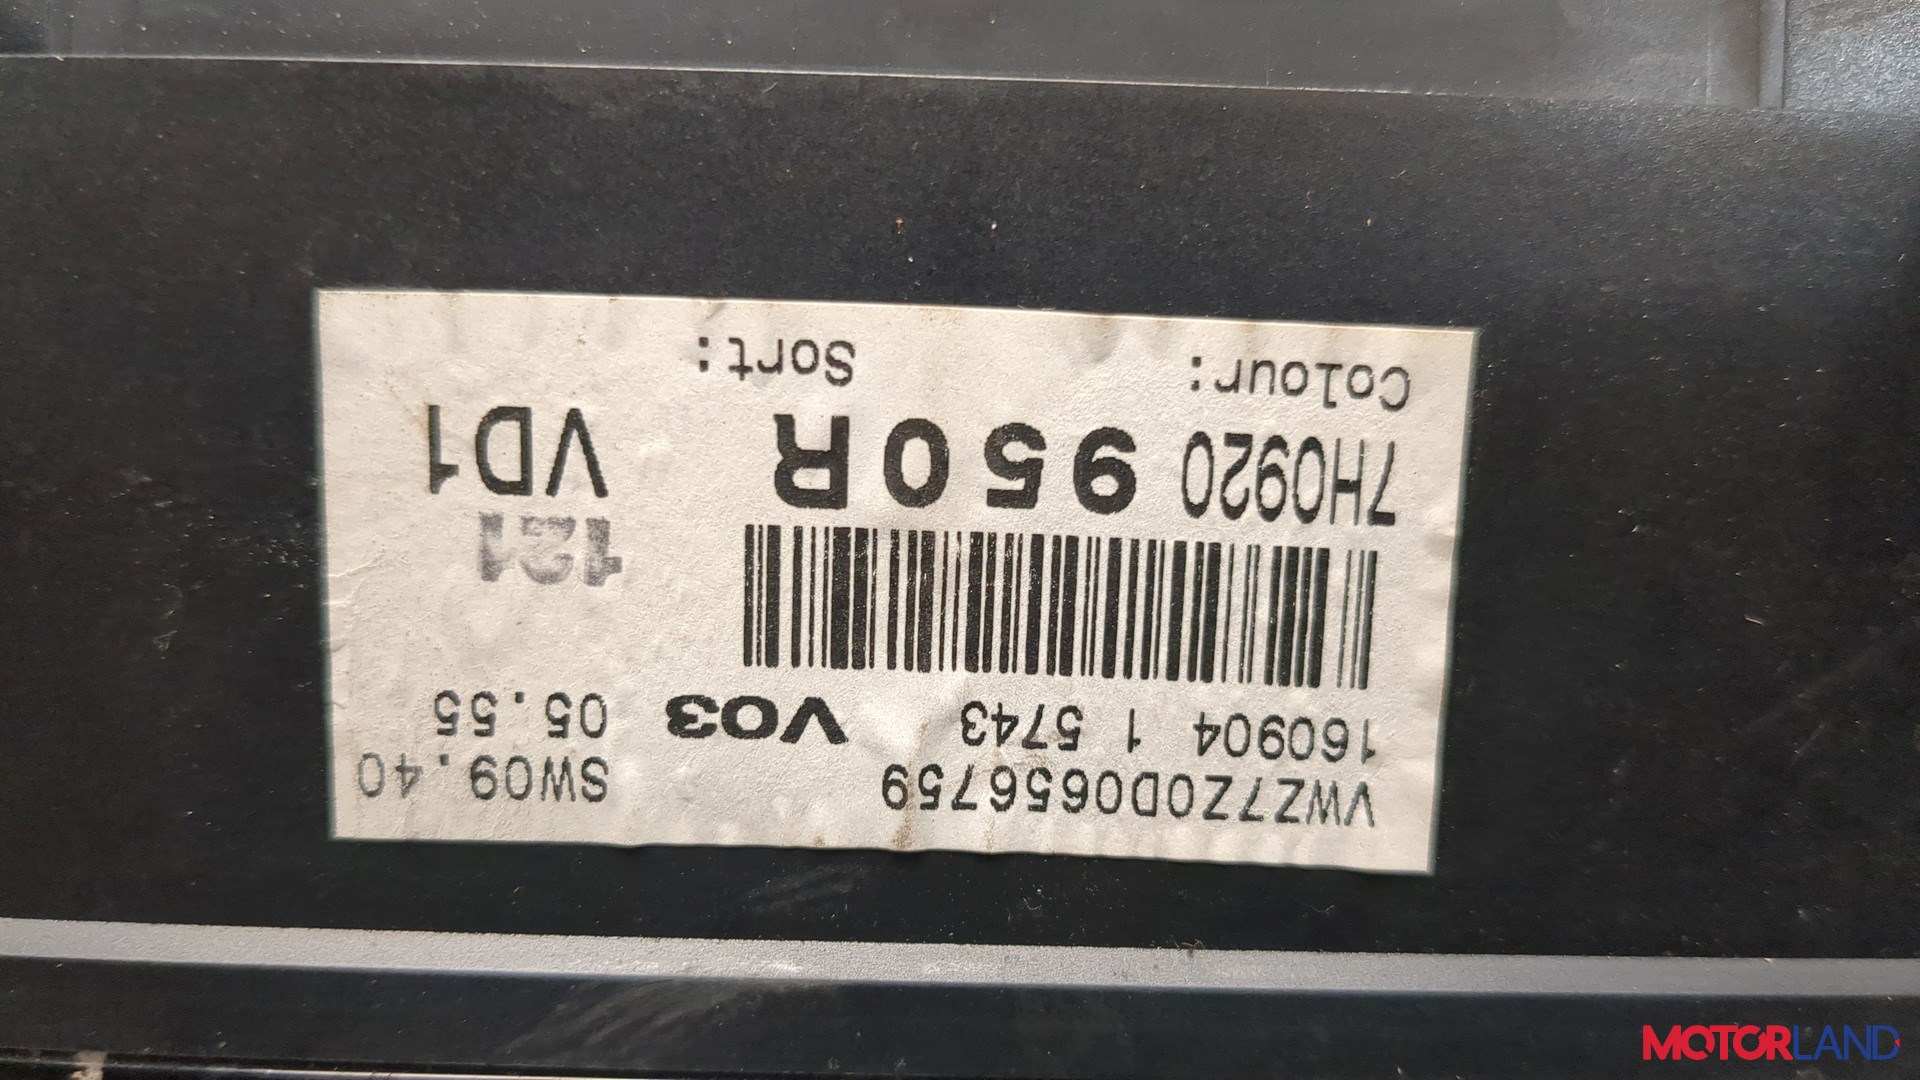 VWZ7Z0D0656759 SW09.40
160904 1 5743 V03 05.55
121
7H0920 950R VD1
Colour: Sort:
MOTORLAND